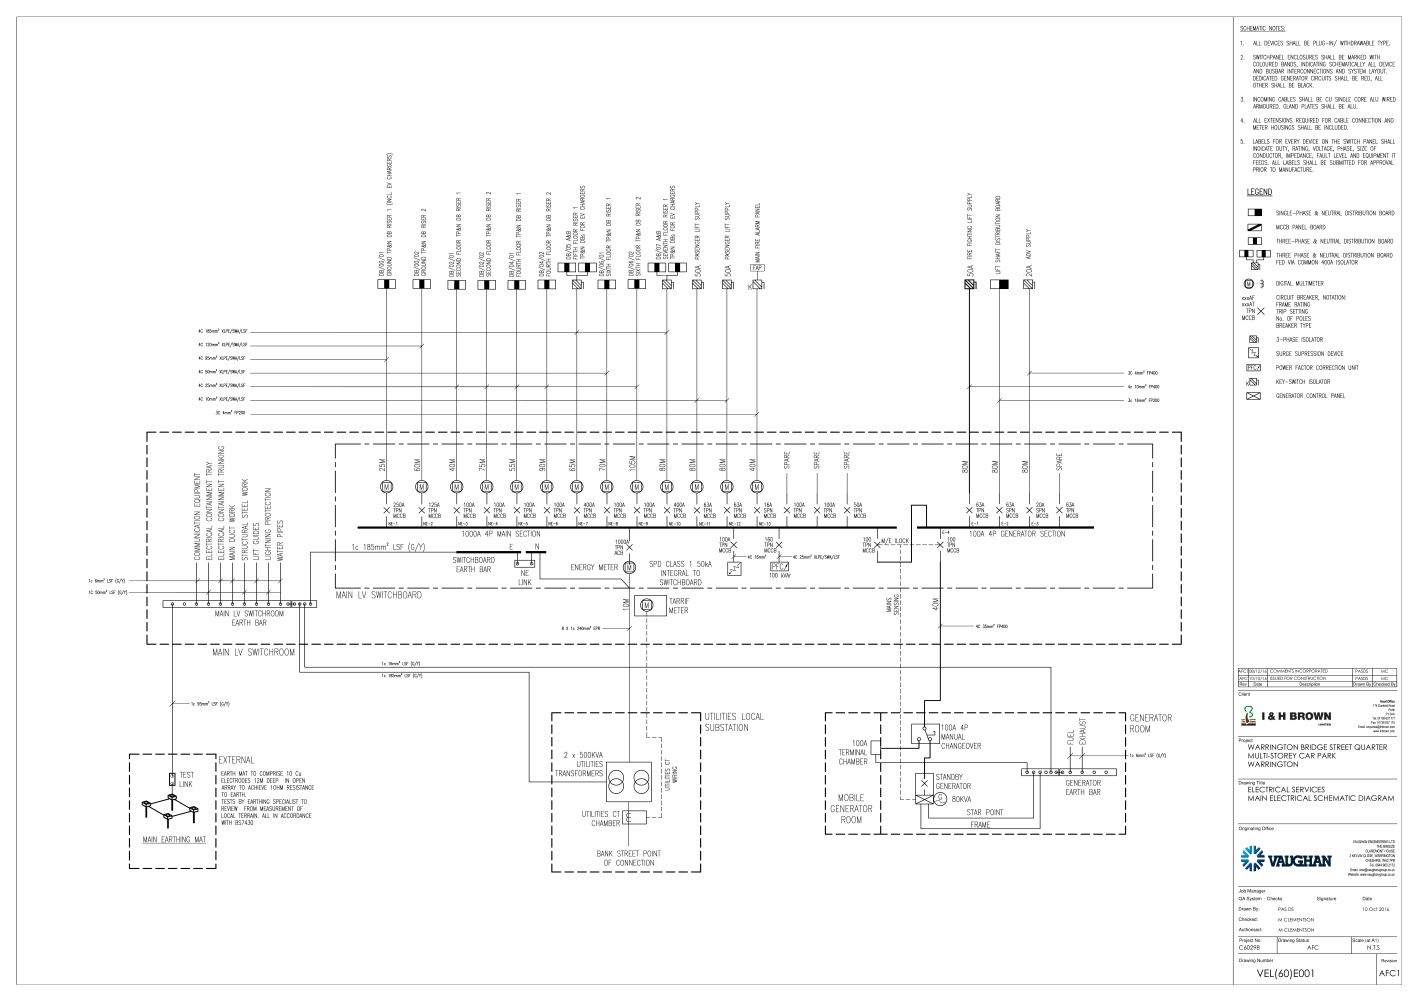 SCHEMATIC NOTES:
1. ALL DEVICES SHALL BE PLUG-IN/ WITHDRAWABLE TYPE.
2. SWITCHPANEL ENCLOSURES SHALL BE MARKED WITH
COLOURED BANDS, INDICATING SCHEMATICALLY ALL DEVICE
AND BUSBAR INTERCONNECTIONS AND SYSTEM LAYOUT.
DEDICATED GENERATOR CIRCUITS SHALL BE RED, ALL
OTHER SHALL BE BLACK.
3. INCOMING CABLES SHALL BE CU SINGLE CORE ALU WIRED
ARMOURED. GLAND PLATES SHALL BE ALU.
4. ALL EXTENSIONS REQUIRED FOR CABLE CONNECTION AND
METER HOUSINGS SHALL BE INCLUDED.
5. LABELS FOR EVERY DEVICE ON THE SWITCH PANEL SHALL
INDICATE DUTY, RATING, VOLTAGE, PHASE, SIZE OF
CONDUCTOR, IMPEDANCE, FAULT LEVEL AND EQUIPMENT IT
FEEDS. ALL LABELS SHALL BE SUBMITTED FOR APPROVAL
PRIOR TO MANUFACTURE.
LEGEND
SINGLE-PHASE & NEUTRAL DISTRIBUTION BOARD
MCCB PANEL BOARD
THREE-PHASE & NEUTRAL DISTRIBUTION BOARD
THREE PHASE & NEUTRAL DISTRIBUTION BOARD
FED VIA COMMON 400A ISOLATOR
M DIGITAL MULTIMETER
xxxAF CIRCUIT BREAKER, NOTATION:
xxxAT FRAME RATING
TPN TRIP SETTING
MCCB No. OF POLES
BREAKER TYPE
3-PHASE ISOLATOR
SURGE SUPRESSION DEVICE
PFC POWER FACTOR CORRECTION UNIT
K KEY-SWITCH ISOLATOR
GENERATOR CONTROL PANEL
DB/00/01
GROUND TP&N DB RISER 1 (INCL. EV CHARGERS)
DB/00/02
GROUND TP&N DB RISER 2
DB/02/01
SECOND FLOOR TP&N DB RISER 1
DB/02/02
SECOND FLOOR TP&N DB RISER 2
DB/04/01
FOURTH FLOOR TP&N DB RISER 1
DB/04/02
FOURTH FLOOR TP&N DB RISER 2
DB/05 A&B
FIFTH FLOOR RISER 1
TP&N DBs FOR EV CHARGERS
DB/06/01
SIXTH FLOOR TP&N DB RISER 1
DB/06/02
SIXTH FLOOR TP&N DB RISER 2
DB/07 A&B
SEVENTH FLOOR RISER 1
TP&N DBs FOR EV CHARGERS
50A PASSENGER LIFT SUPPLY
50A PASSENGER LIFT SUPPLY
MAIN FIRE ALARM PANEL
FAP
K
50A FIRE FIGHTING LIFT SUPPLY
LIFT SHAFT DISTRIBUTION BOARD
20A AOV SUPPLY
4C 185mm² XLPE/SWA/LSF
4C 120mm² XLPE/SWA/LSF
4C 95mm² XLPE/SWA/LSF
4C 50mm² XLPE/SWA/LSF
4C 25mm² XLPE/SWA/LSF
4C 10mm² XLPE/SWA/LSF
3C 4mm² FP200
3C 4mm² FP400
4c 10mm² FP400
3c 16mm² FP200
25M 60M 40M 75M 55M 90M 65M 70M 105M 80M 80M 80M 40M SPARE SPARE SPARE 80M 80M 80M SPARE
M M M M M M M M M M M M M
250A 125A 100A 100A 100A 100A 400A 100A 100A 400A 63A 63A 16A 100A 100A 50A 63A 63A 20A 63A
TPN TPN TPN TPN TPN TPN TPN TPN TPN TPN TPN TPN SPN TPN TPN TPN TPN SPN SPN TPN
MCCB MCCB MCCB MCCB MCCB MCCB MCCB MCCB MCCB MCCB MCCB MCCB MCCB MCCB MCCB MCCB MCCB MCCB MCCB MCCB
NE-1 NE-2 NE-3 NE-4 NE-5 NE-6 NE-7 NE-8 NE-9 NE-10 NE-11 NE-12 NE-13 E-1 E-2 E-3
1000A 4P MAIN SECTION
100A 4P GENERATOR SECTION
E-4
100
TPN
MCCB
M/E ILOCK
100
TPN
MCCB
1000A
TPN
ACB
ENERGY METER M
100A
TPN
MCCB
4C 16mm²
160
TPN
MCCB
4C 25mm² XLPE/SWA/LSF
PFC
100 kVAr
SPD CLASS 1 50kA
INTEGRAL TO
SWITCHBOARD
1c 185mm² LSF (G/Y)
E N
SWITCHBOARD
EARTH BAR
NE
LINK
MAIN LV SWITCHBOARD
COMMUNICATION EQUIPMENT
ELECTRICAL CONTAINMENT TRAY
ELECTRICAL CONTAINMENT TRUNKING
MAIN DUCT WORK
STRUCTURAL STEEL WORK
LIFT GUIDES
LIGHTNING PROTECTION
WATER PIPES
1c 6mm² LSF (G/Y)
1C 50mm² LSF (G/Y)
MAIN LV SWITCHROOM
EARTH BAR
MAIN LV SWITCHROOM
10M
M
TARRIF
METER
8 X 1c 240mm² EPR
MAINS
SENSING
40M
4C 35mm² FP400
1c 16mm² LSF (G/Y)
1c 185mm² LSF (G/Y)
1c 95mm² LSF (G/Y)
EXTERNAL
TEST
LINK
EARTH MAT TO COMPRISE 10 Cu
ELECTRODES 12M DEEP IN OPEN
ARRAY TO ACHIEVE 1OHM RESISTANCE
TO EARTH.
TESTS BY EARTHING SPECIALIST TO
REVIEW FROM MEASUREMENT OF
LOCAL TERRAIN. ALL IN ACCORDANCE
WITH BS7430
MAIN EARTHING MAT
UTILITIES LOCAL
SUBSTATION
2 x 500KVA
UTILITIES
TRANSFORMERS
UTILITIES CT
WIRING
UTILITIES CT
CHAMBER
BANK STREET POINT
OF CONNECTION
GENERATOR
ROOM
100A 4P
MANUAL
CHANGEOVER
100A
TERMINAL
CHAMBER
FUEL
EXHAUST
1c 6mm² LSF (G/Y)
GENERATOR
EARTH BAR
STANDBY
GENERATOR
G
80KVA
MOBILE
GENERATOR
ROOM
STAR POINT
FRAME
AFC1 08/12/16 COMMENTS INCORPORATED PASDS MC
AFC 10/10/16 ISSUED FOR CONSTRUCTION PASDS MC
Rev Date Description Drawn By Checked By
Client
I & H BROWN
LIMITED
Head Office
Project
WARRINGTON BRIDGE STREET QUARTER
MULTI-STOREY CAR PARK
WARRINGTON
Drawing Title
ELECTRICAL SERVICES
MAIN ELECTRICAL SCHEMATIC DIAGRAM
Originating Office
VAUGHAN
VAUGHAN ENGINEERING LTD
THE BREEZE
CLAREMONT HOUSE
Job Manager
QA System - Checks Signature Date
Drawn By: PAS DS 10 Oct 2016
Checked: M CLEMENTSON
Authorised: M CLEMENTSON
Project No. Drawing Status Scale (at A1)
C60298 AFC N.T.S
Drawing Number Revision
VEL(60)E001 AFC1